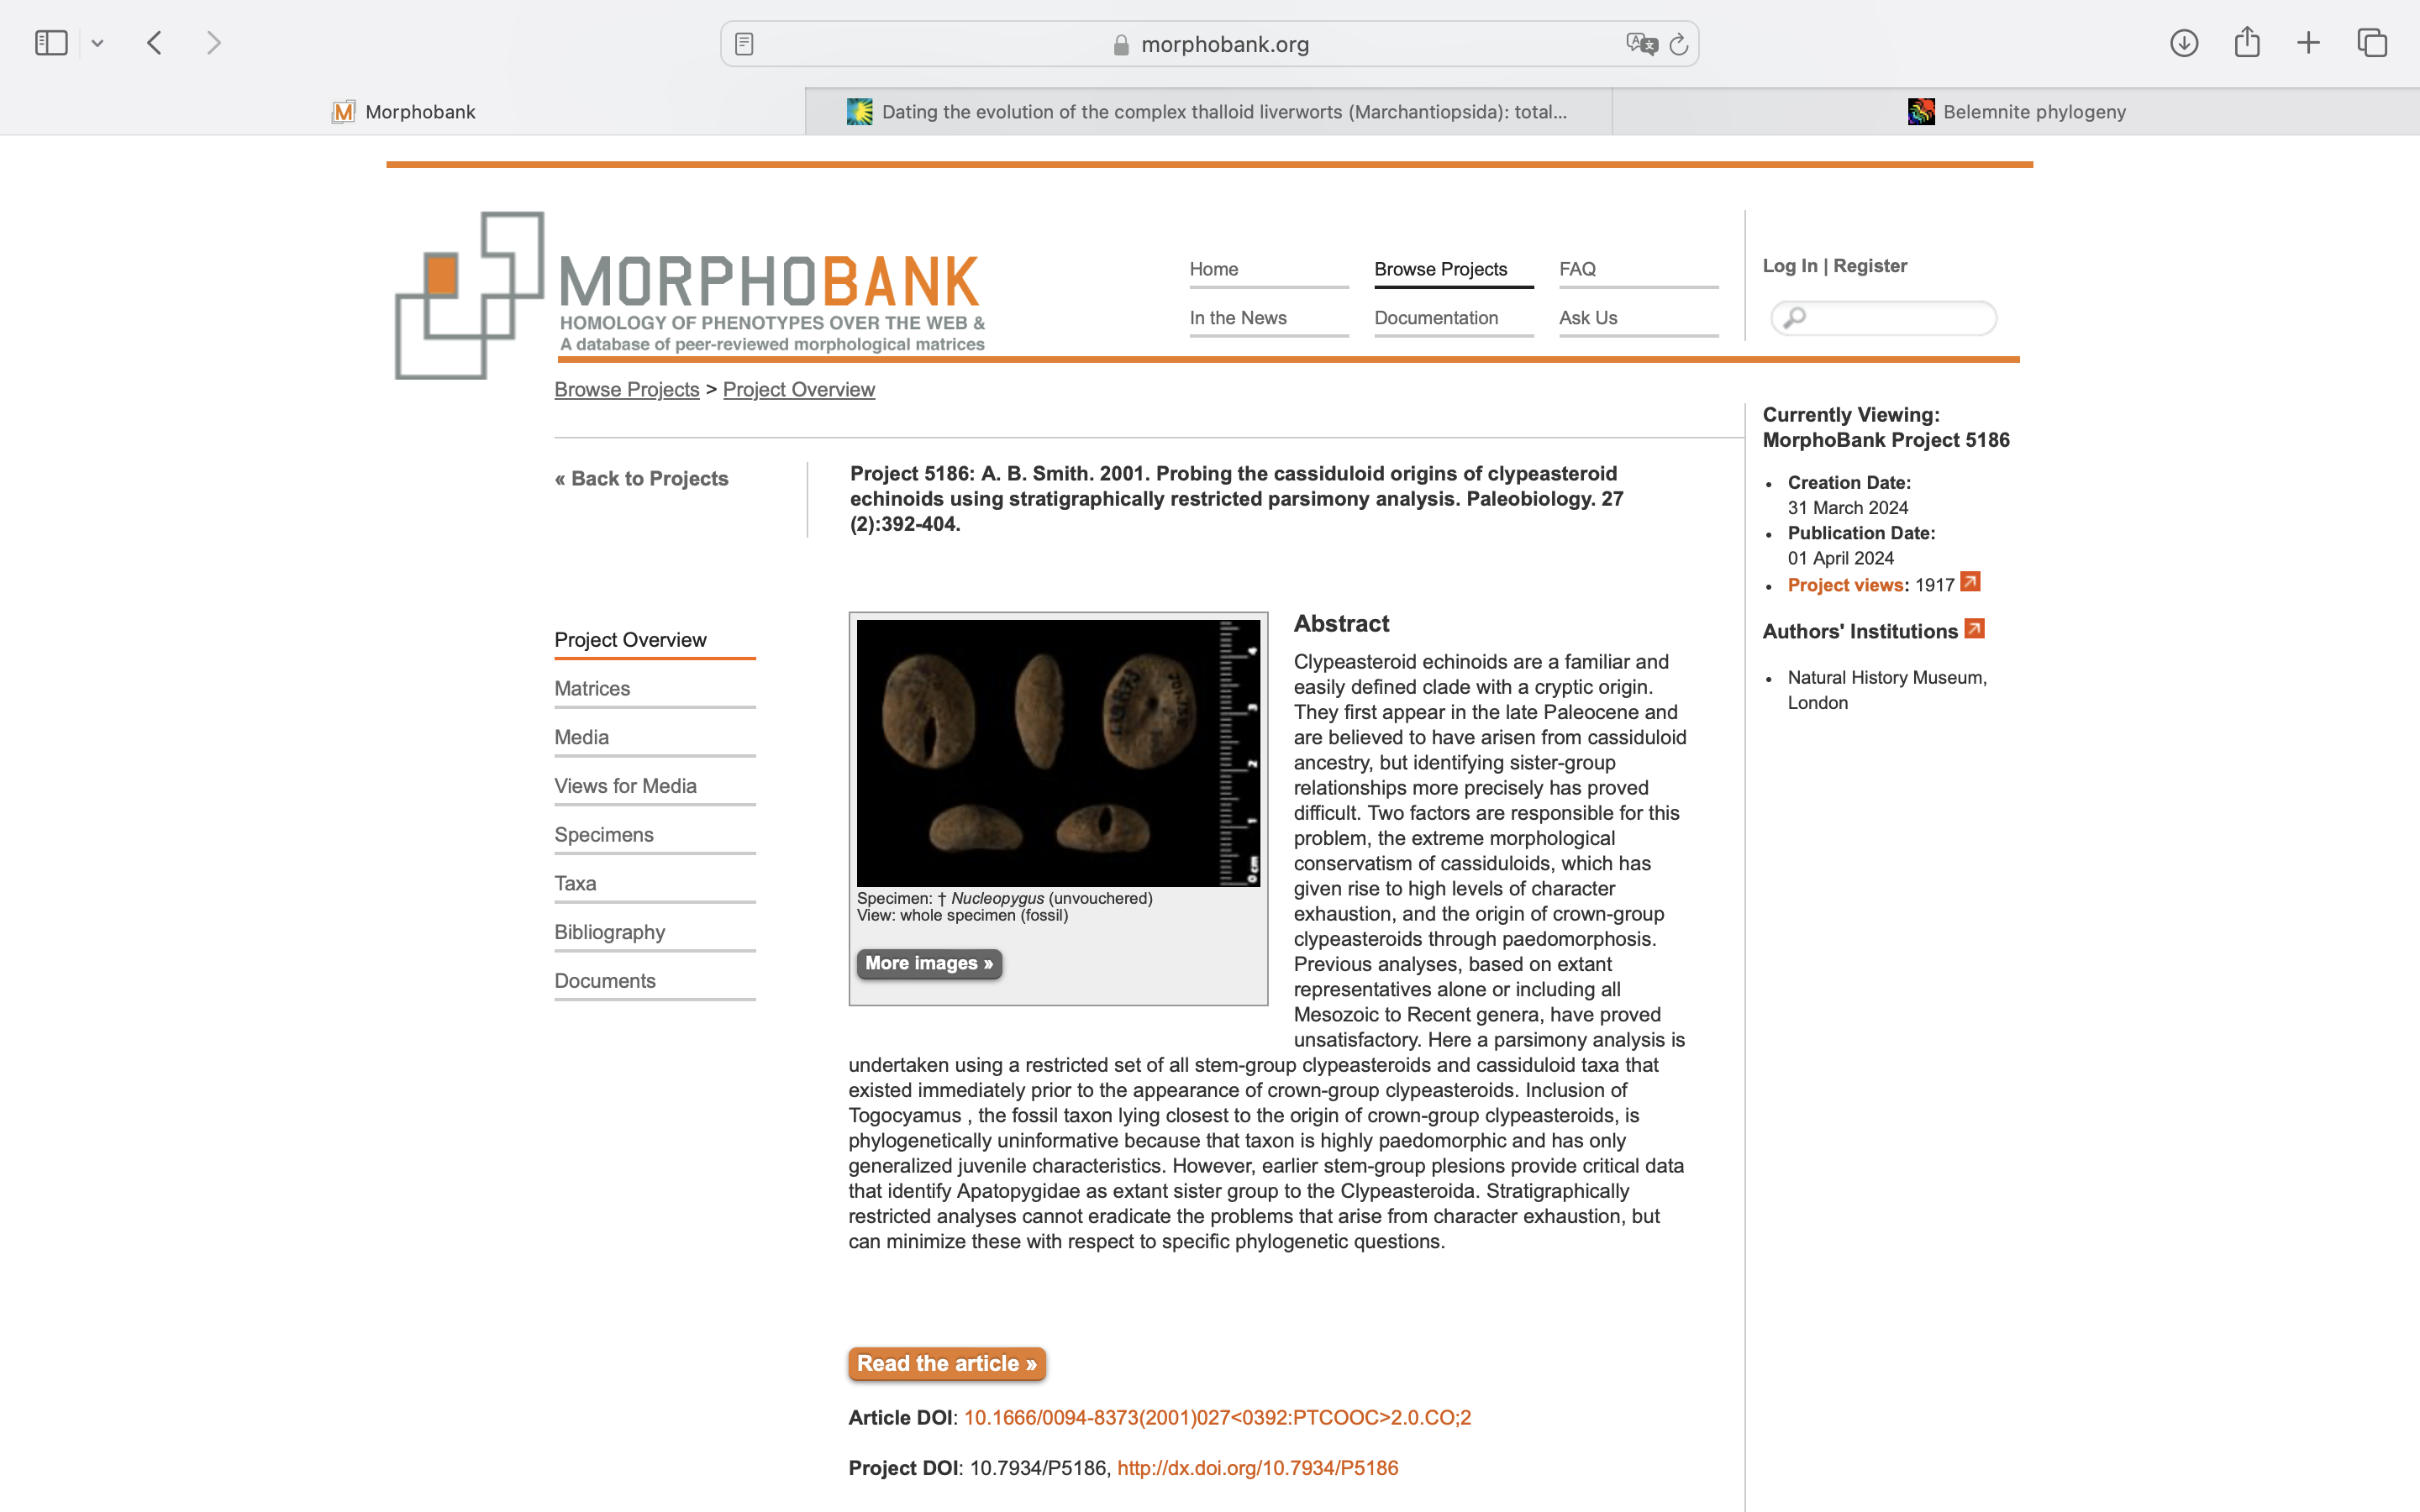 morphobank.org
Morphobank
Dating the evolution of the complex thalloid liverworts (Marchantiopsida): total...
Belemnite phylogeny
MORPHOBANK
HOMOLOGY OF PHENOTYPES OVER THE WEB &
A database of peer-reviewed morphological matrices
Home
Browse Projects
FAQ
In the News
Documentation
Ask Us
Log In | Register
Browse Projects > Project Overview
« Back to Projects
Project 5186: A. B. Smith. 2001. Probing the cassiduloid origins of clypeasteroid
echinoids using stratigraphically restricted parsimony analysis. Paleobiology. 27
(2):392-404.
Currently Viewing:
MorphoBank Project 5186
• Creation Date:
31 March 2024
• Publication Date:
01 April 2024
• Project views: 1917
Authors' Institutions
• Natural History Museum,
London
Project Overview
Matrices
Media
Views for Media
Specimens
Taxa
Bibliography
Documents
4
3
2
1
0 cm
Specimen: † Nucleopygus (unvouchered)
View: whole specimen (fossil)
More images »
Abstract
Clypeasteroid echinoids are a familiar and
easily defined clade with a cryptic origin.
They first appear in the late Paleocene and
are believed to have arisen from cassiduloid
ancestry, but identifying sister-group
relationships more precisely has proved
difficult. Two factors are responsible for this
problem, the extreme morphological
conservatism of cassiduloids, which has
given rise to high levels of character
exhaustion, and the origin of crown-group
clypeasteroids through paedomorphosis.
Previous analyses, based on extant
representatives alone or including all
Mesozoic to Recent genera, have proved
unsatisfactory. Here a parsimony analysis is
undertaken using a restricted set of all stem-group clypeasteroids and cassiduloid taxa that
existed immediately prior to the appearance of crown-group clypeasteroids. Inclusion of
Togocyamus , the fossil taxon lying closest to the origin of crown-group clypeasteroids, is
phylogenetically uninformative because that taxon is highly paedomorphic and has only
generalized juvenile characteristics. However, earlier stem-group plesions provide critical data
that identify Apatopygidae as extant sister group to the Clypeasteroida. Stratigraphically
restricted analyses cannot eradicate the problems that arise from character exhaustion, but
can minimize these with respect to specific phylogenetic questions.
Read the article »
Article DOI: 10.1666/0094-8373(2001)027<0392:PTCOOC>2.0.CO;2
Project DOI: 10.7934/P5186, http://dx.doi.org/10.7934/P5186